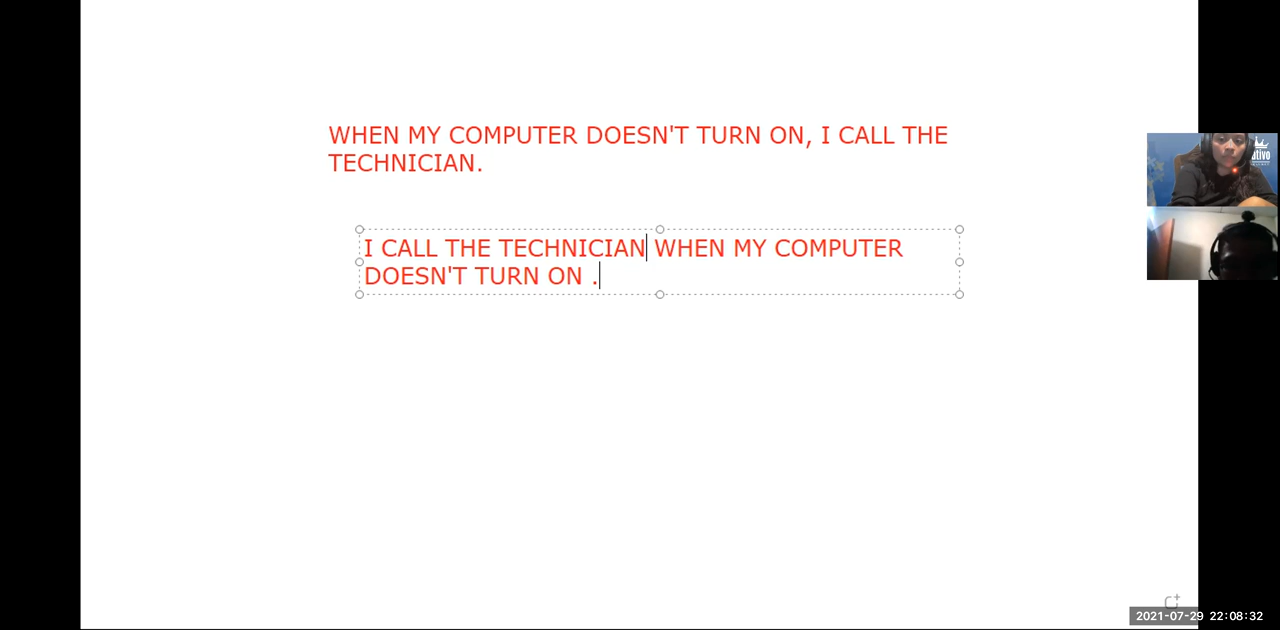 WHEN MY COMPUTER DOESN'T TURN ON, I CALL THE
TECHNICIAN.
I CALL THE TECHNICIAN WHEN MY COMPUTER
DOESN'T TURN ON .
2021-07-29 22:08:32